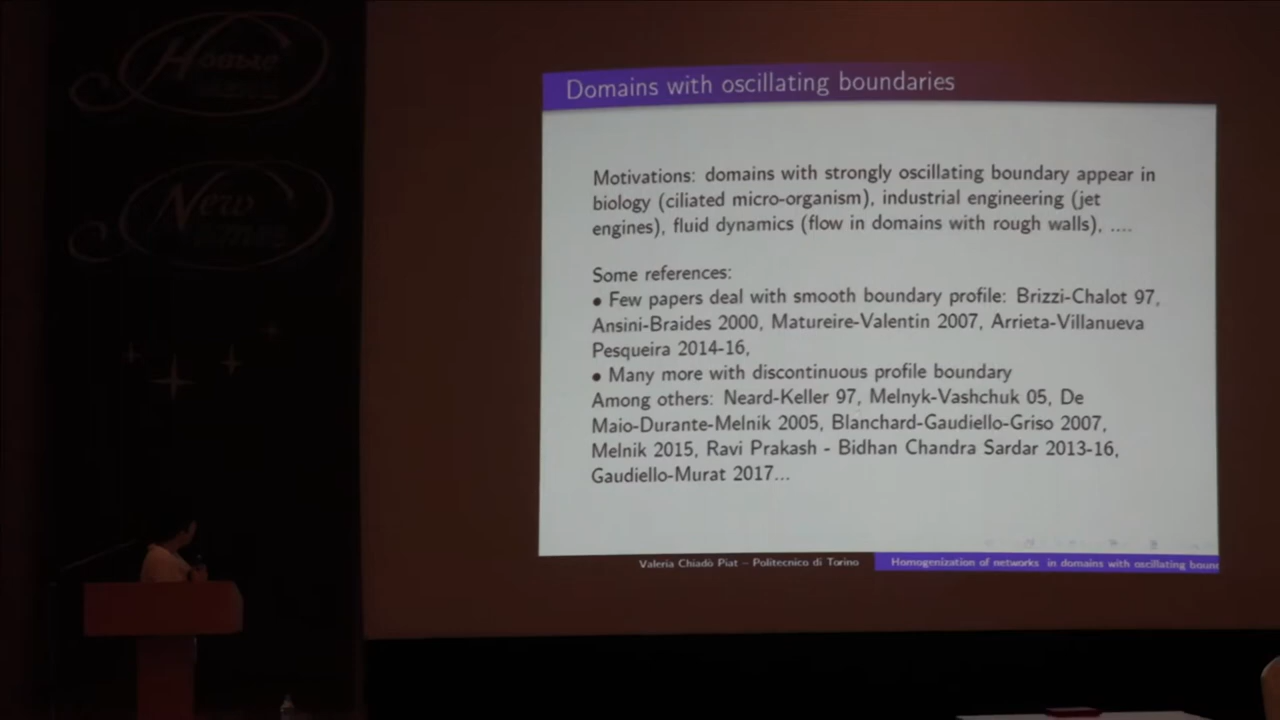 Новые
New
Domains with oscillating boundaries
Motivations: domains with strongly oscillating boundary appear in
biology (ciliated micro-organism), industrial engineering (jet
engines), fluid dynamics (flow in domains with rough walls), ....
Some references:
• Few papers deal with smooth boundary profile: Brizzi-Chalot 97,
Ansini-Braides 2000, Matureire-Valentin 2007, Arrieta-Villanueva
Pesqueira 2014-16,
• Many more with discontinuous profile boundary
Among others: Neard-Keller 97, Melnyk-Vashchuk 05, De
Maio-Durante-Melnik 2005, Blanchard-Gaudiello-Griso 2007,
Melnik 2015, Ravi Prakash - Bidhan Chandra Sardar 2013-16,
Gaudiello-Murat 2017...
Valeria Chiadò Piat – Politecnico di Torino
Homogenization of networks in domains with oscillating bound